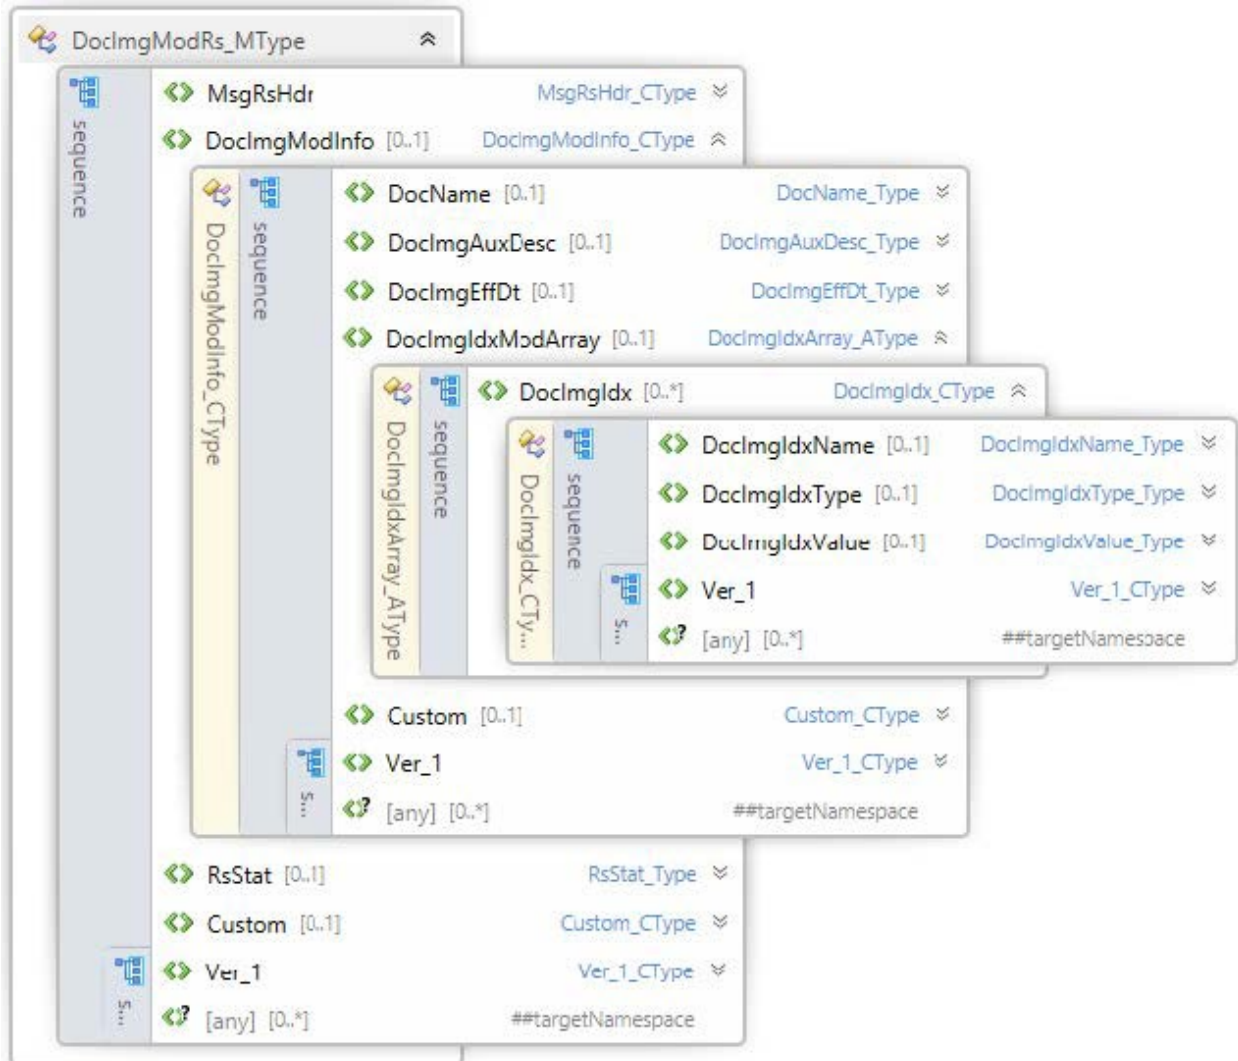 DocImgModRs_MType
sequence
MsgRsHdr MsgRsHdr_CType
DocImgModInfo [0..1] DocImgModInfo_CType
DocImgModInfo_CType
sequence
DocName [0..1] DocName_Type
DocImgAuxDesc [0..1] DocImgAuxDesc_Type
DocImgEffDt [0..1] DocImgEffDt_Type
DocImgIdxModArray [0..1] DocImgIdxArray_AType
DocImgIdxArray_AType
sequence
DocImgIdx [0..*] DocImgIdx_CType
DocImgIdx_CTy...
sequence
DocImgIdxName [0..1] DocImgIdxName_Type
DocImgIdxType [0..1] DocImgIdxType_Type
DocImgIdxValue [0..1] DocImgIdxValue_Type
s...
Ver_1 Ver_1_CType
[any] [0..*] ##targetNamespace
Custom [0..1] Custom_CType
s...
Ver_1 Ver_1_CType
[any] [0..*] ##targetNamespace
RsStat [0..1] RsStat_Type
Custom [0..1] Custom_CType
s...
Ver_1 Ver_1_CType
[any] [0..*] ##targetNamespace